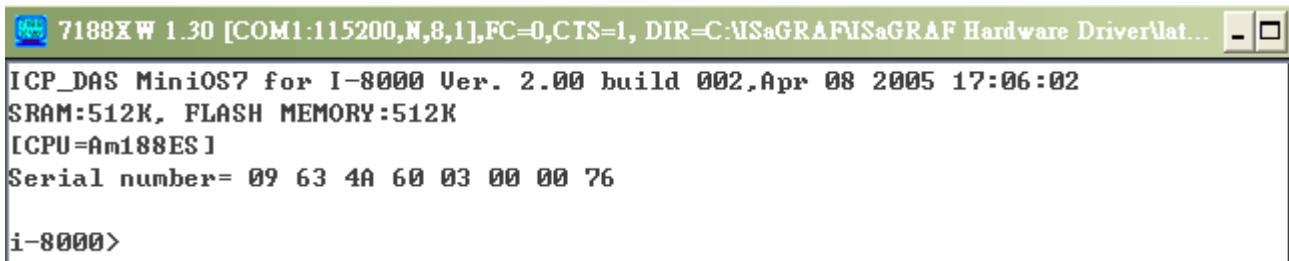 7188XW 1.30 [COM1:115200,N,8,1],FC=0,CTS=1, DIR=C:\ISaGRAF\ISaGRAF Hardware Driver\lat...
ICP_DAS MiniOS7 for I-8000 Ver. 2.00 build 002,Apr 08 2005 17:06:02
SRAM:512K, FLASH MEMORY:512K
[CPU=Am188ES]
Serial number= 09 63 4A 60 03 00 00 76
i-8000>